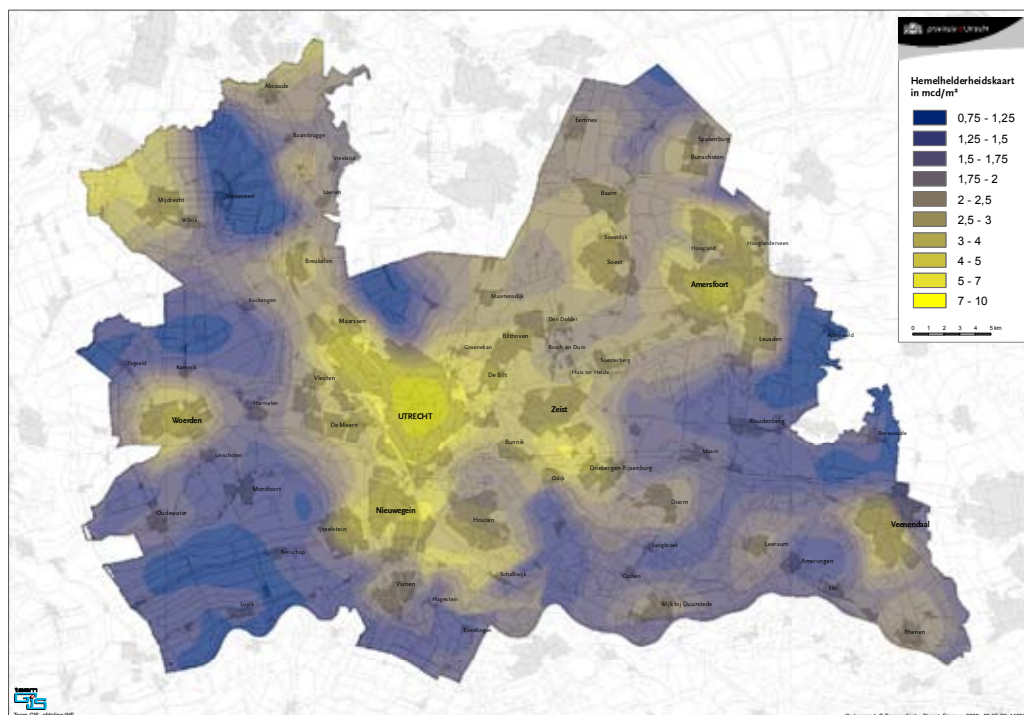 provincie Utrecht
Hemelhelderheidskaart
in mcd/m²
0,75 - 1,25
1,25 - 1,5
1,5 - 1,75
1,75 - 2
2 - 2,5
2,5 - 3
3 - 4
4 - 5
5 - 7
7 - 10
0 1 2 3 4 5 km
Abcoude
Baambrugge
Vreeland
Loenen
Vinkeveen
Mijdrecht
Wilnis
Breukelen
Kockengen
Maarssen
Eemnes
Spakenburg
Bunschoten
Baarn
Soestdijk
Soest
Hoogland
Hooglanderveen
Amersfoort
Leusden
Achterveld
Maartensdijk
Den Dolder
Bilthoven
Groenekan
Bosch en Duin
Soesterberg
Huis ter Heide
De Bilt
Zegveld
Kamerik
Vleuten
Woerden
Harmelen
De Meern
UTRECHT
Zeist
Woudenberg
Renswoude
Bunnik
Linschoten
Maarn
Driebergen-Rijsenburg
Odijk
Montfoort
Doorn
Oudewater
Nieuwegein
IJsselstein
Houten
Veenendaal
Benschop
Langbroek
Leersum
Amerongen
Schalkwijk
Cothen
Elst
Vianen
Hagestein
Lopik
Wijk bij Duurstede
Everdingen
Rhenen
team
GIS